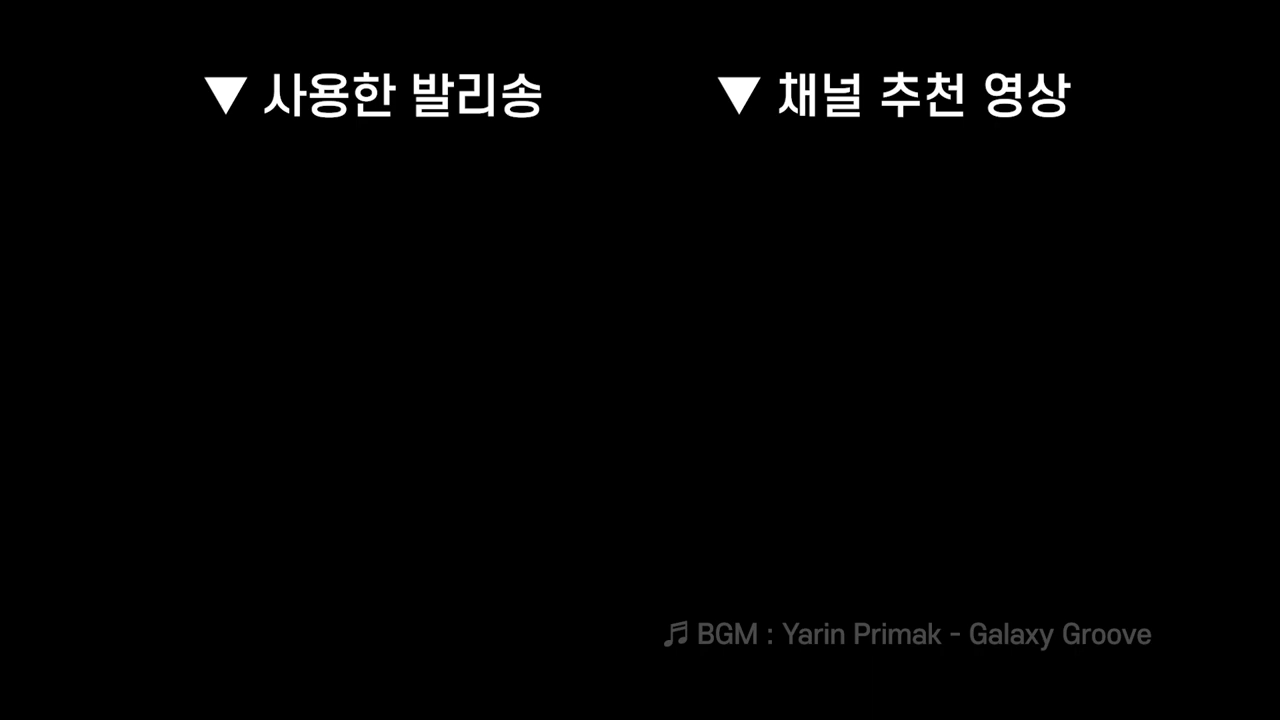 ▼ 사용한 발리송
▼ 채널 추천 영상
♬ BGM : Yarin Primak - Galaxy Groove